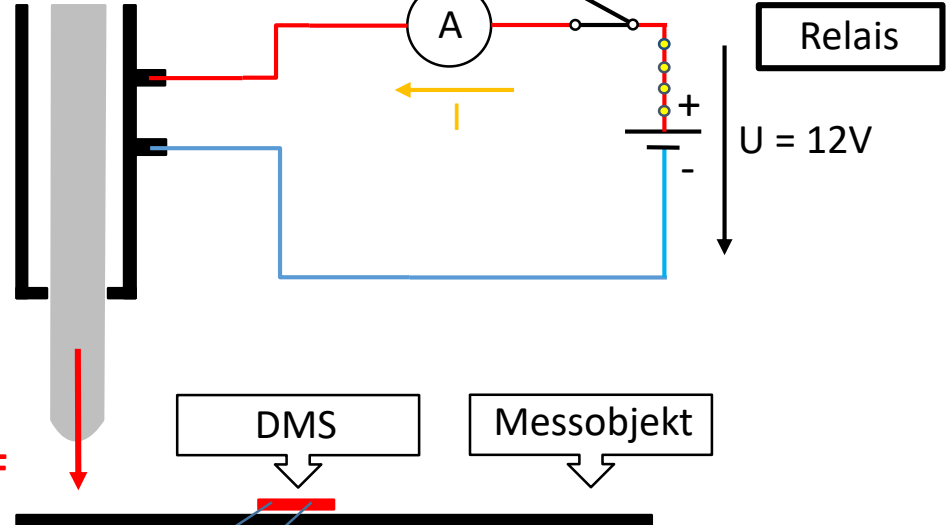 Relais
A
I
+
U = 12V
-
DMS
Messobjekt